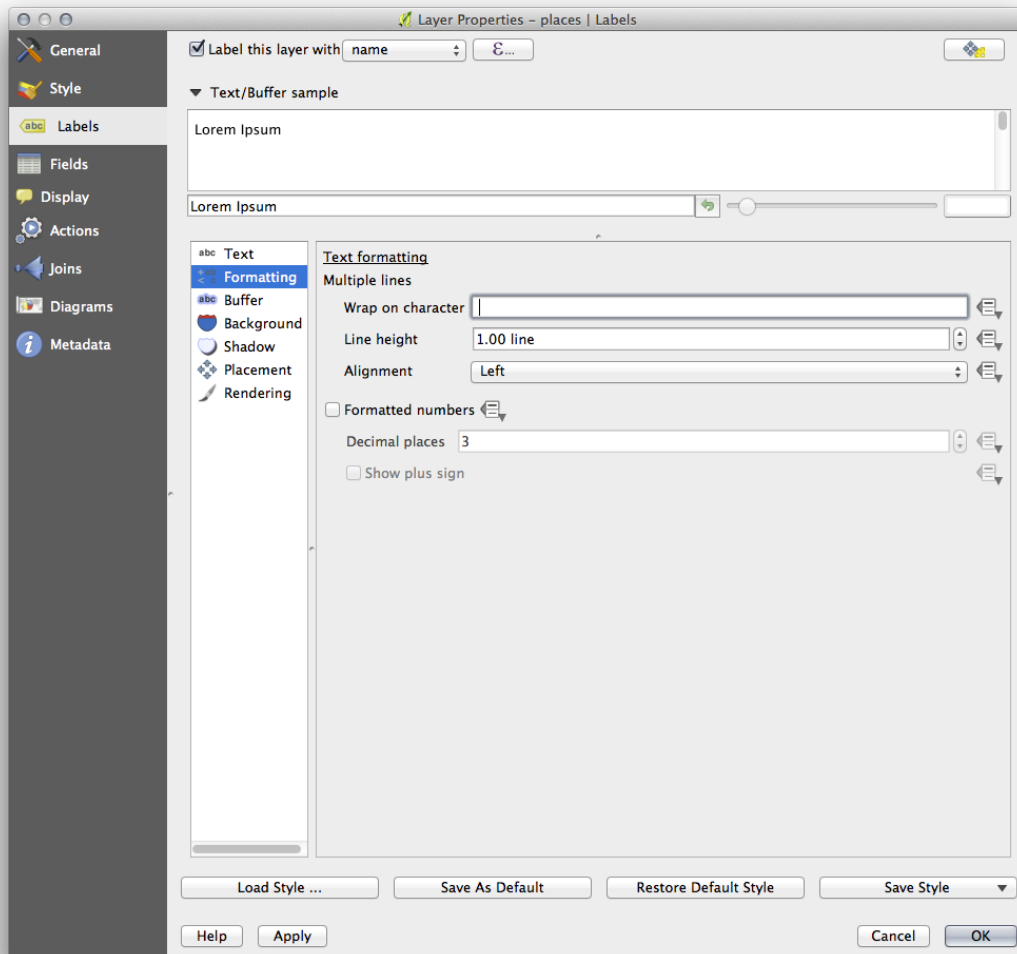 Layer Properties – places | Labels
General
Style
abc Labels
Fields
Display
Actions
Joins
Diagrams
Metadata
Label this layer with name ε...
Text/Buffer sample
Lorem Ipsum
Lorem Ipsum
abc Text
Formatting
abc Buffer
Background
Shadow
Placement
Rendering
Text formatting
Multiple lines
Wrap on character
Line height 1.00 line
Alignment Left
Formatted numbers
Decimal places 3
Show plus sign
Load Style ... Save As Default Restore Default Style Save Style
Help Apply Cancel OK